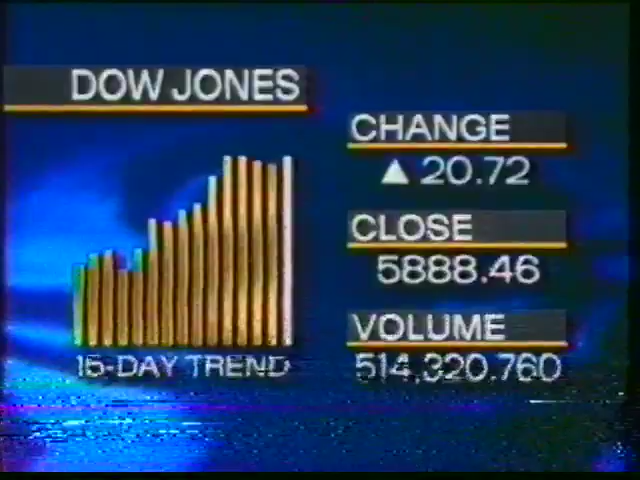 DOW JONES
CHANGE
▲ 20.72
CLOSE
5888.46
VOLUME
514,320,760
15-DAY TREND